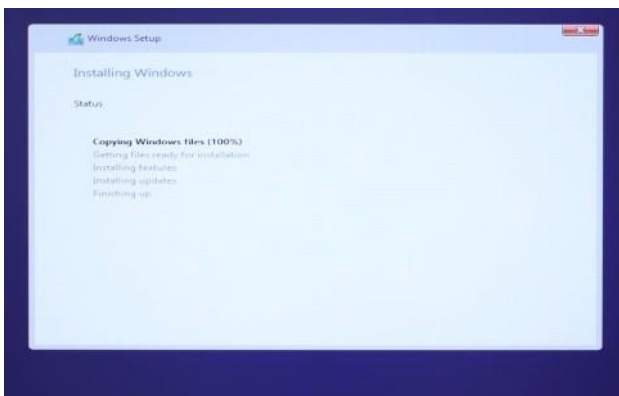 Windows Setup
Installing Windows
Status
Copying Windows files (100%)
Getting files ready for installation
Installing features
Installing updates
Finishing up